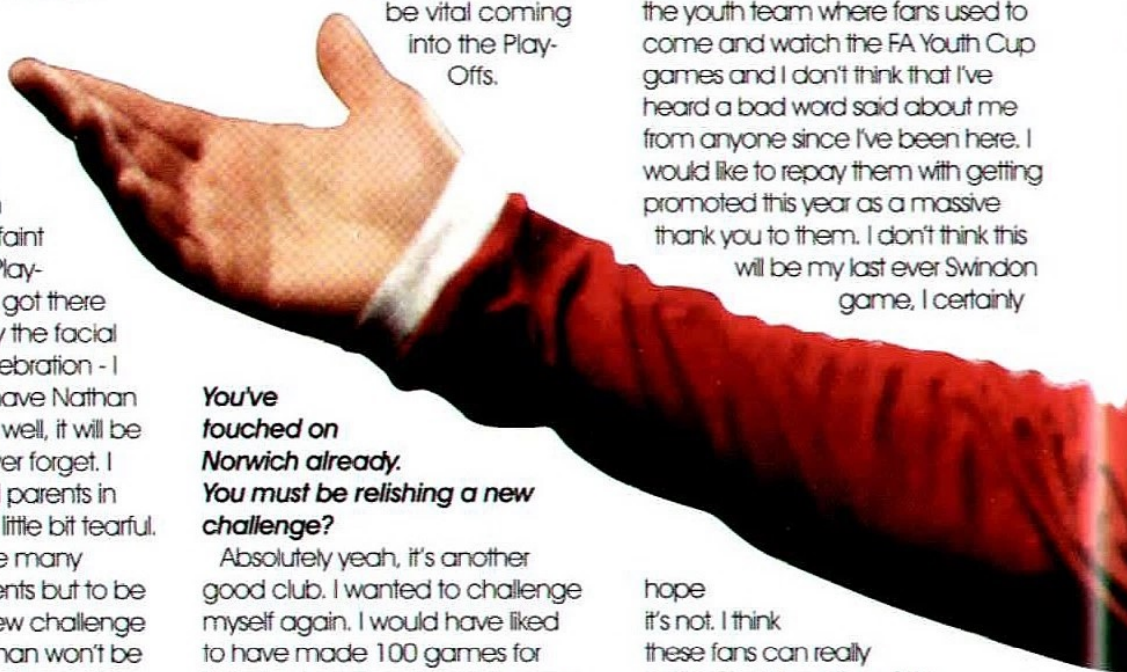 faint
Play-
got there
the facial
ebration - I
have Nathan
well, it will be
ver forget. I
parents in
little bit tearful.
many
ents but to be
ew challenge
man won't be
be vital coming
into the Play-
Offs.
You've
touched on
Norwich already.
You must be relishing a new
challenge?
Absolutely yeah, it's another
good club. I wanted to challenge
myself again. I would have liked
to have made 100 games for
the youth team where fans used to
come and watch the FA Youth Cup
games and I don't think that I've
heard a bad word said about me
from anyone since I've been here. I
would like to repay them with getting
promoted this year as a massive
thank you to them. I don't think this
will be my last ever Swindon
game, I certainly
hope
it's not. I think
these fans can really